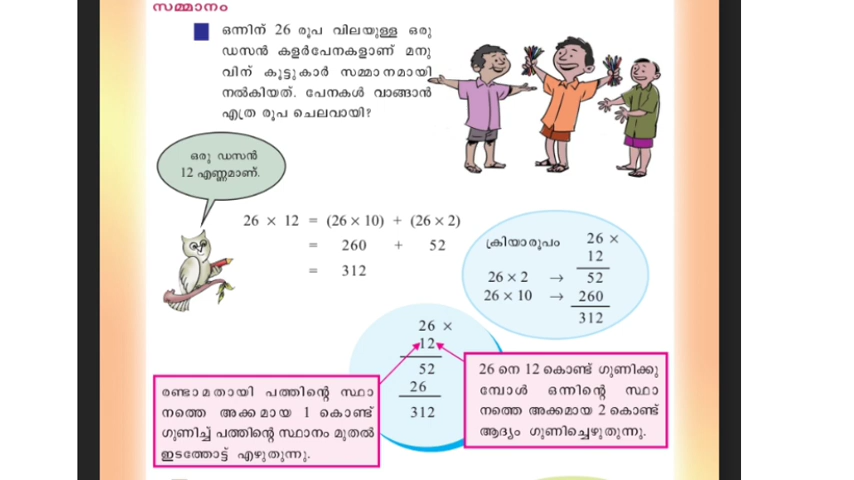 സമ്മാനം
ഒന്നിന് 26 രൂപ വിലയുള്ള ഒരു
ഡസൻ കളർപേനകളാണ് മനു
വിന് കൂട്ടുകാർ സമ്മാനമായി
നൽകിയത്. പേനകൾ വാങ്ങാൻ
എത്ര രൂപ ചെലവായി?
ഒരു ഡസൻ
12 എണ്ണമാണ്.
26 × 12 = (26 × 10) + (26 × 2)
= 260 + 52
= 312
ക്രിയാരൂപം 26 ×
12
26 × 2 → 52
26 × 10 → 260
312
26 ×
12
52
26
312
രണ്ടാമതായി പത്തിന്റെ സ്ഥാ
നത്തെ അക്കമായ 1 കൊണ്ട്
ഗുണിച്ച് പത്തിന്റെ സ്ഥാനം മുതൽ
ഇടത്തോട്ട് എഴുതുന്നു.
26 നെ 12 കൊണ്ട് ഗുണിക്കു
മ്പോൾ ഒന്നിന്റെ സ്ഥാ
നത്തെ അക്കമായ 2 കൊണ്ട്
ആദ്യം ഗുണിച്ചെഴുതുന്നു.